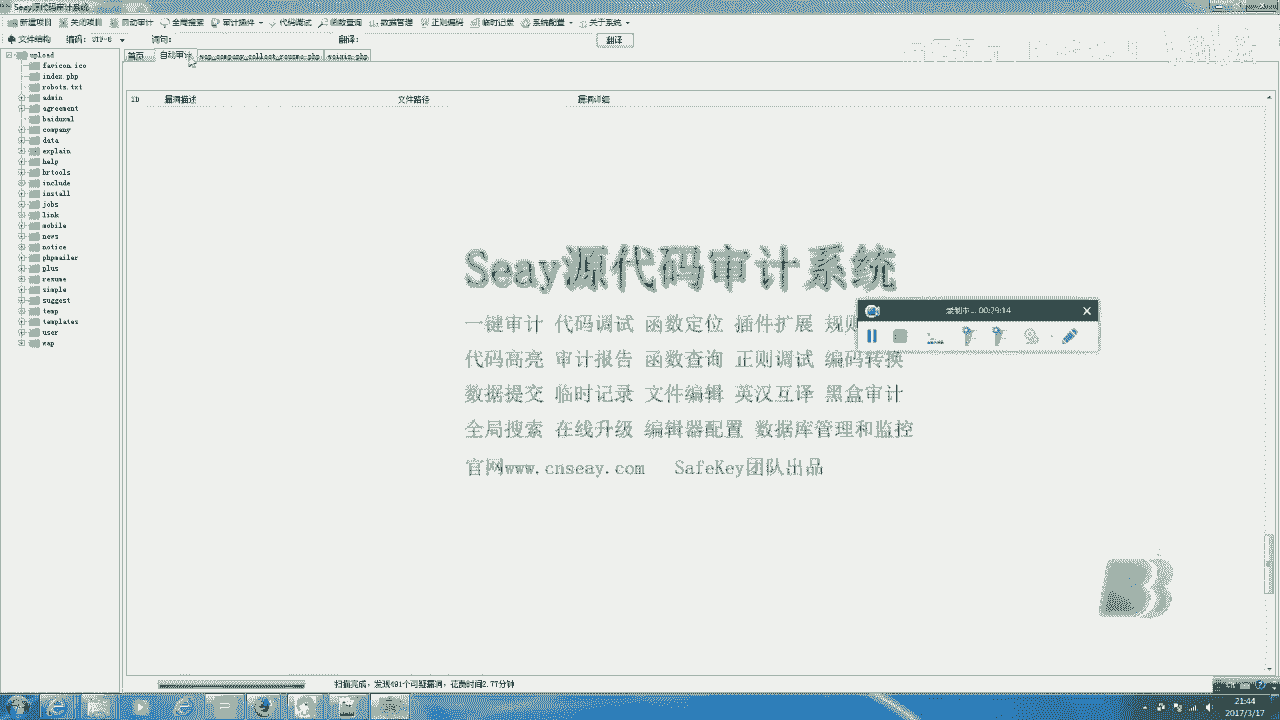 Seay源代码审计系统
新建项目 关闭项目 自动审计 全局搜索 审计插件 代码调试 函数查询 数据管理 正则编码 临时记录 系统配置 关于系统
文件结构 编码: UTF-8 词句: 翻译: 翻译
首页 自动审计 wap_company_collect_resume.php weixin.php
ID 漏洞描述 文件路径 漏洞详细
upload
favicon.ico
index.php
robots.txt
admin
agreement
baiduxml
company
data
explain
help
hrtools
include
install
jobs
link
mobile
news
notice
phpmailer
plus
resume
simple
suggest
temp
templates
user
wap
Seay源代码审计系统
一键审计 代码调试 函数定位 插件扩展 规则
代码高亮 审计报告 函数查询 正则调试 编码转换
数据提交 临时记录 文件编辑 英汉互译 黑盒审计
全局搜索 在线升级 编辑器配置 数据库管理和监控
官网www.cnseay.com SafeKey团队出品
录制中... 00:29:14
扫描完成，发现491个可疑漏洞，花费时间2.77分钟
21:44
2017/3/17